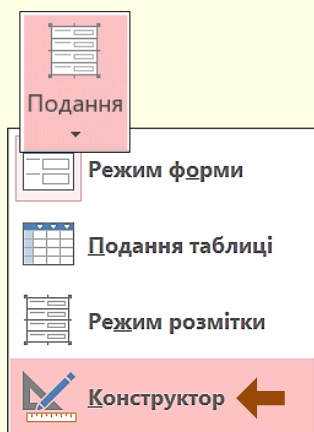 Подання
Режим форми
Подання таблиці
Режим розмітки
Конструктор